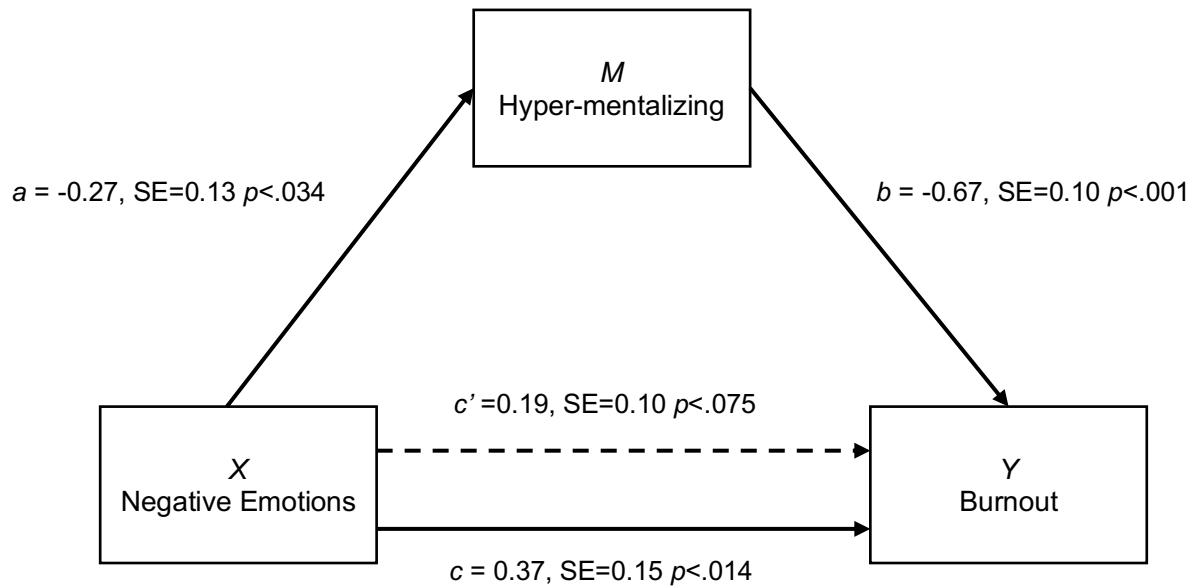 M
Hyper-mentalizing
a = -0.27, SE=0.13 p<.034
b = -0.67, SE=0.10 p<.001
c’ =0.19, SE=0.10 p<.075
X
Negative Emotions
Y
Burnout
c = 0.37, SE=0.15 p<.014